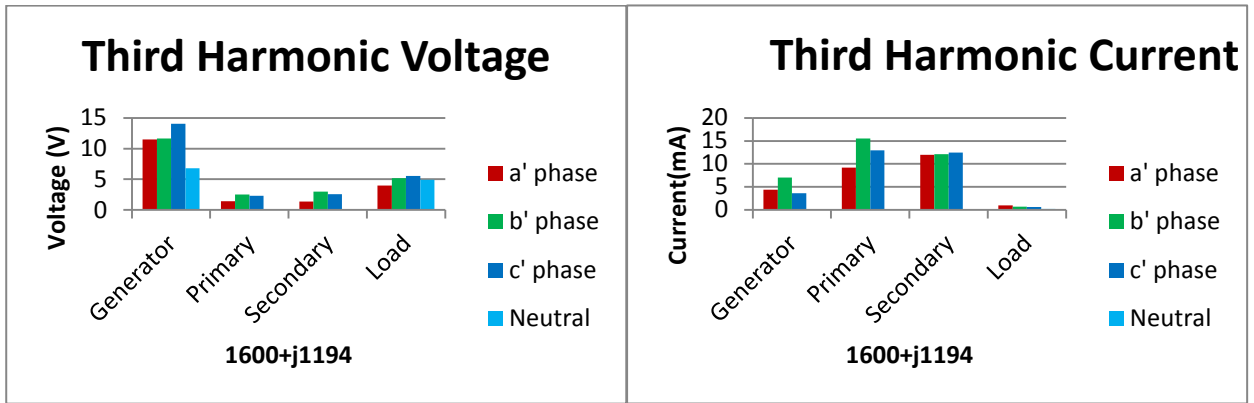 Third Harmonic Voltage
Voltage (V)
15
10
5
0
Generator
Primary
Secondary
Load
1600+j1194
a' phase
b' phase
c' phase
Neutral
Third Harmonic Current
Current(mA)
20
15
10
5
0
Generator
Primary
Secondary
Load
1600+j1194
a' phase
b' phase
c' phase
Neutral